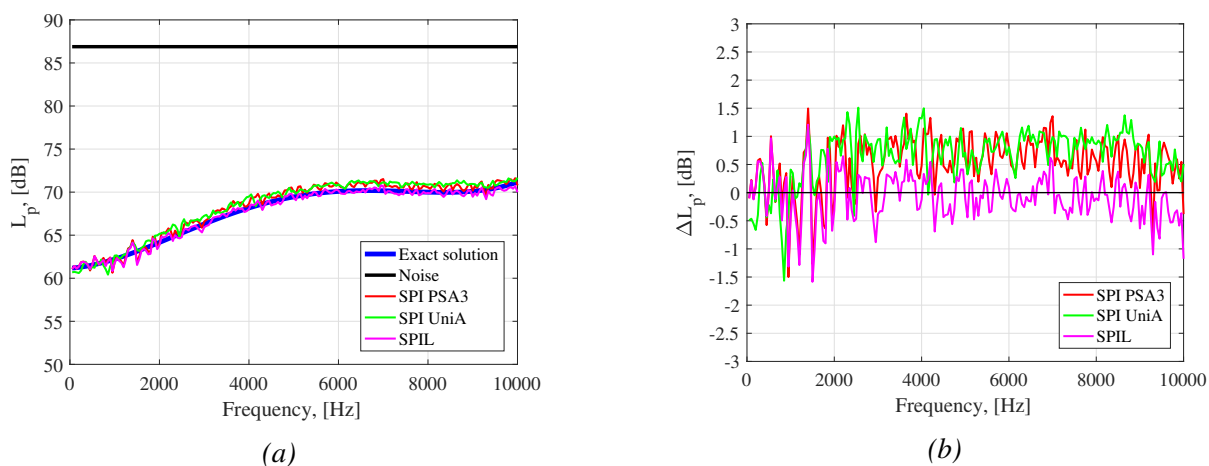 90
85
80
75
70
65
60
55
50
L_p, [dB]
0 2000 4000 6000 8000 10000
Frequency, [Hz]
Exact solution
Noise
SPI PSA3
SPI UniA
SPIL
(a)
3
2.5
2
1.5
1
0.5
0
-0.5
-1
-1.5
-2
-2.5
-3
ΔL_p, [dB]
0 2000 4000 6000 8000 10000
Frequency, [Hz]
SPI PSA3
SPI UniA
SPIL
(b)